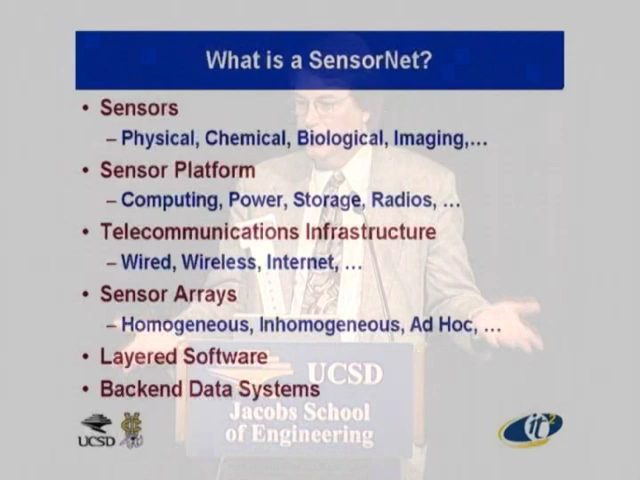 What is a SensorNet?
• Sensors
– Physical, Chemical, Biological, Imaging,...
• Sensor Platform
– Computing, Power, Storage, Radios, ...
• Telecommunications Infrastructure
– Wired, Wireless, Internet, ...
• Sensor Arrays
– Homogeneous, Inhomogeneous, Ad Hoc, ...
• Layered Software
• Backend Data Systems
UCSD
Jacobs School
of Engineering
UCSD
it²